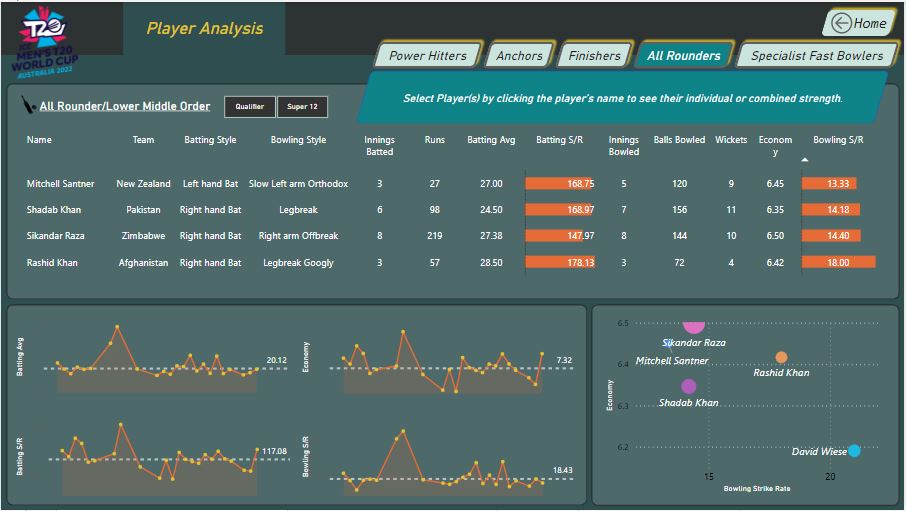 T20
ICC
MEN'S T20
WORLD CUP
AUSTRALIA 2022
Player Analysis
Home
Power Hitters Anchors Finishers All Rounders Specialist Fast Bowlers
Select Player(s) by clicking the player's name to see their individual or combined strength.
All Rounder/Lower Middle Order Qualifier Super 12
Name Team Batting Style Bowling Style Innings Runs Batting Avg Batting S/R Innings Balls Bowled Wickets Econom Bowling S/R
Batted Bowled y
Mitchell Santner New Zealand Left hand Bat Slow Left arm Orthodox 3 27 27.00 168.75 5 120 9 6.45 13.33
Shadab Khan Pakistan Right hand Bat Legbreak 6 98 24.50 168.97 7 156 11 6.35 14.18
Sikandar Raza Zimbabwe Right hand Bat Right arm Offbreak 8 219 27.38 147.97 8 144 10 6.50 14.40
Rashid Khan Afghanistan Right hand Bat Legbreak Googly 3 57 28.50 178.13 3 72 4 6.42 18.00
Batting Avg
20.12
Economy
7.32
Batting S/R
117.08
Bowling S/R
18.43
Economy
6.5
Sikandar Raza
Mitchell Santner
6.4
Rashid Khan
Shadab Khan
6.3
David Wiese
6.2
15 20
Bowling Strike Rate